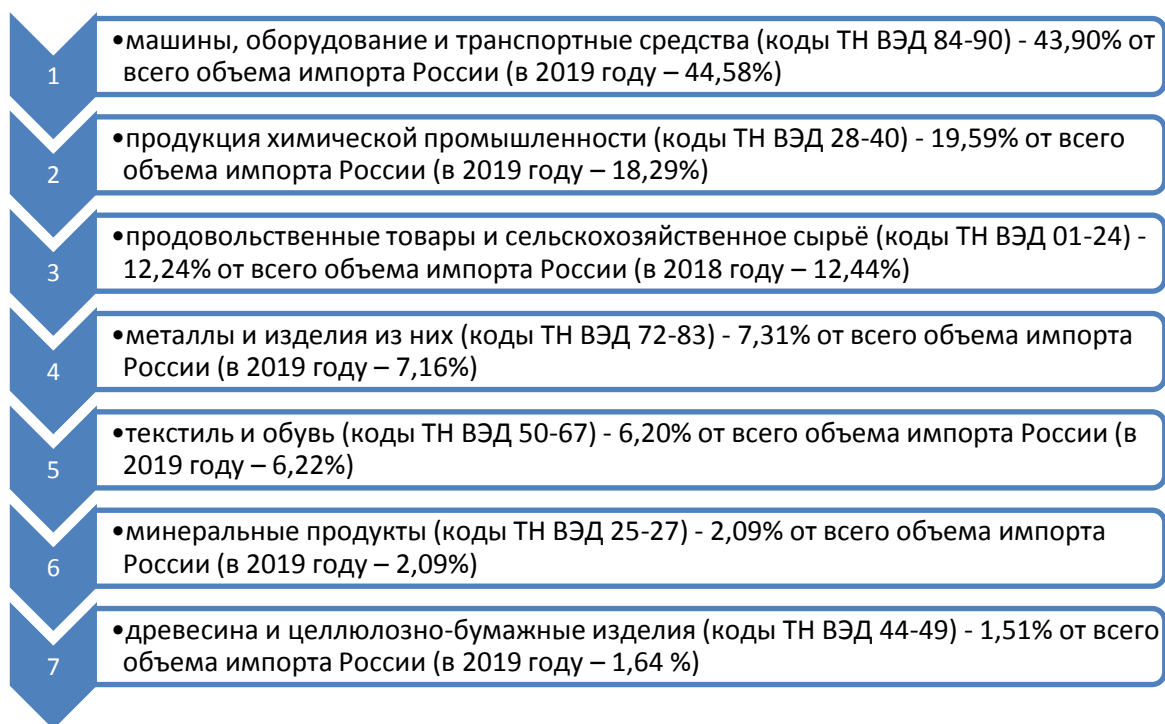 1
•машины, оборудование и транспортные средства (коды ТН ВЭД 84-90) - 43,90% от
всего объема импорта России (в 2019 году – 44,58%)
2
•продукция химической промышленности (коды ТН ВЭД 28-40) - 19,59% от всего
объема импорта России (в 2019 году – 18,29%)
3
•продовольственные товары и сельскохозяйственное сырьё (коды ТН ВЭД 01-24) -
12,24% от всего объема импорта России (в 2018 году – 12,44%)
4
•металлы и изделия из них (коды ТН ВЭД 72-83) - 7,31% от всего объема импорта
России (в 2019 году – 7,16%)
5
•текстиль и обувь (коды ТН ВЭД 50-67) - 6,20% от всего объема импорта России (в
2019 году – 6,22%)
6
•минеральные продукты (коды ТН ВЭД 25-27) - 2,09% от всего объема импорта
России (в 2019 году – 2,09%)
7
•древесина и целлюлозно-бумажные изделия (коды ТН ВЭД 44-49) - 1,51% от всего
объема импорта России (в 2019 году – 1,64 %)